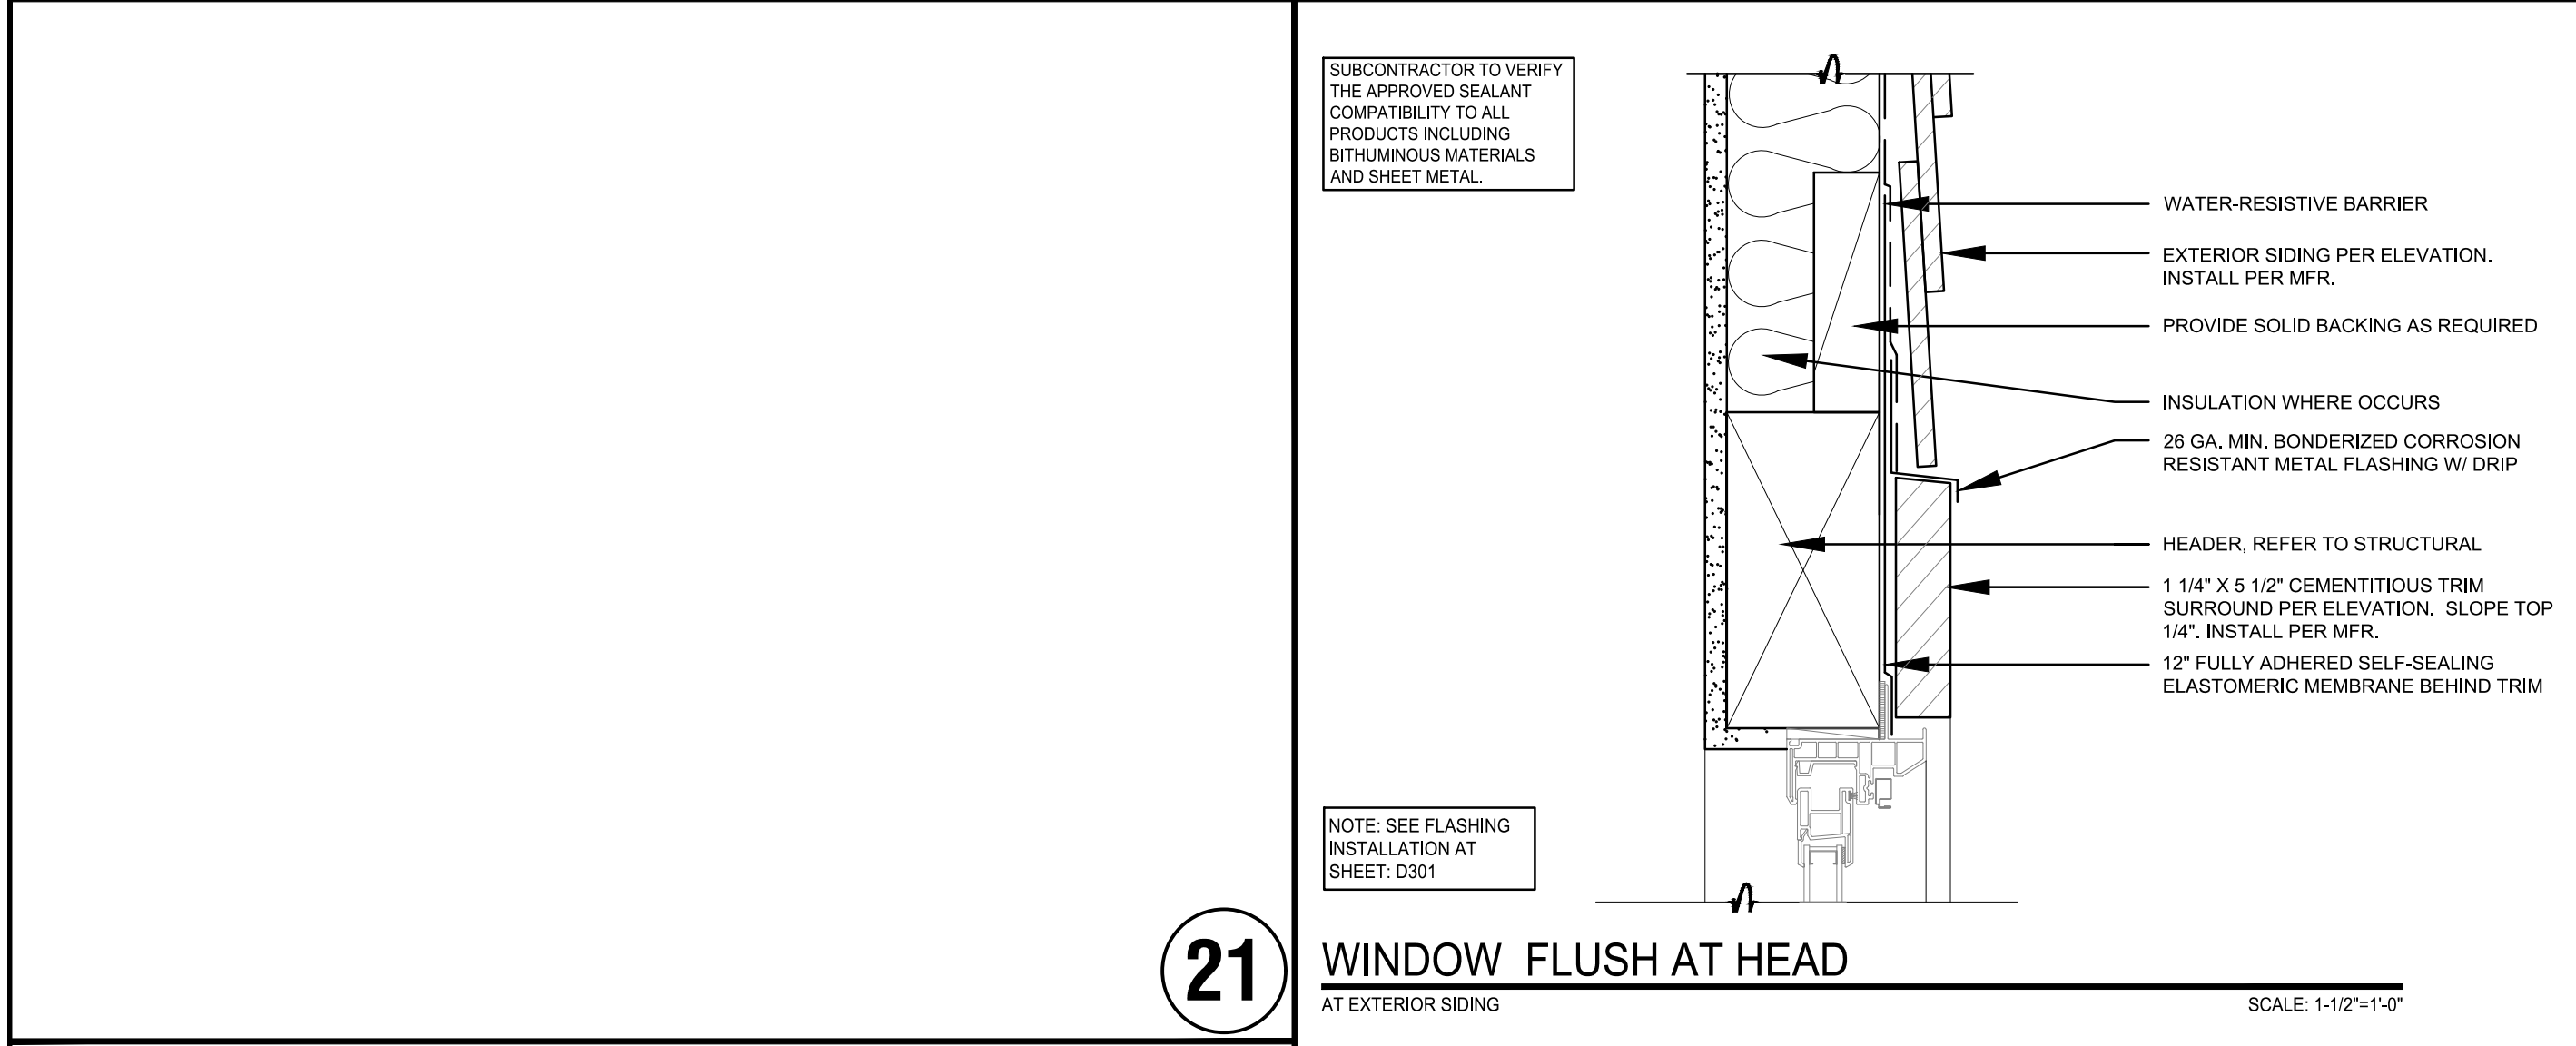 SUBCONTRACTOR TO VERIFY
THE APPROVED SEALANT
COMPATIBILITY TO ALL
PRODUCTS INCLUDING
BITHUMINOUS MATERIALS
AND SHEET METAL.
WATER-RESISTIVE BARRIER
EXTERIOR SIDING PER ELEVATION.
INSTALL PER MFR.
PROVIDE SOLID BACKING AS REQUIRED
INSULATION WHERE OCCURS
26 GA. MIN. BONDERIZED CORROSION
RESISTANT METAL FLASHING W/ DRIP
HEADER, REFER TO STRUCTURAL
1 1/4" X 5 1/2" CEMENTITIOUS TRIM
SURROUND PER ELEVATION. SLOPE TOP
1/4". INSTALL PER MFR.
12" FULLY ADHERED SELF-SEALING
ELASTOMERIC MEMBRANE BEHIND TRIM
NOTE: SEE FLASHING
INSTALLATION AT
SHEET: D301
21
WINDOW FLUSH AT HEAD
AT EXTERIOR SIDING
SCALE: 1-1/2"=1'-0"